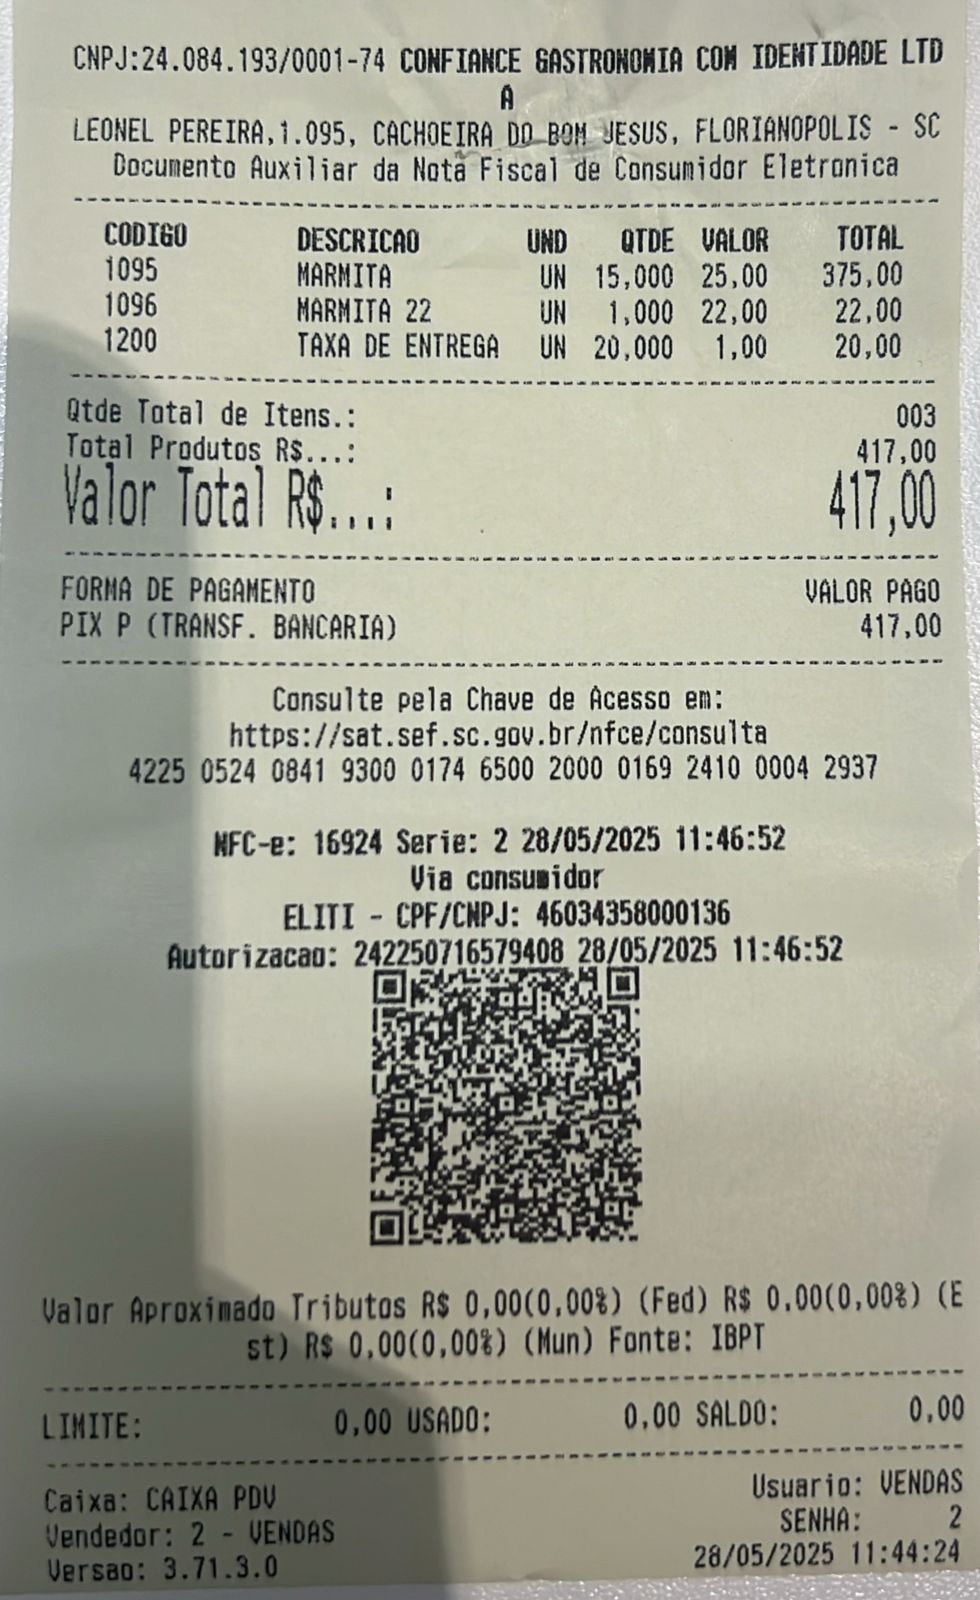 CNPJ:24.084.193/0001-74 CONFIANCE GASTRONOMIA COM IDENTIDADE LTD
A
LEONEL PEREIRA,1.095, CACHOEIRA DO BOM JESUS, FLORIANOPOLIS - SC
Documento Auxiliar da Nota Fiscal de Consumidor Eletronica
CODIGO DESCRICAO UND QTDE VALOR TOTAL
1095 MARMITA UN 15,000 25,00 375,00
1096 MARMITA 22 UN 1,000 22,00 22,00
1200 TAXA DE ENTREGA UN 20,000 1,00 20,00
Qtde Total de Itens.: 003
Total Produtos R$...: 417,00
Valor Total R$...: 417,00
FORMA DE PAGAMENTO VALOR PAGO
PIX P (TRANSF. BANCARIA) 417,00
Consulte pela Chave de Acesso em:
https://sat.sef.sc.gov.br/nfce/consulta
4225 0524 0841 9300 0174 6500 2000 0169 2410 0004 2937
NFC-e: 16924 Serie: 2 28/05/2025 11:46:52
Via consumidor
ELITI - CPF/CNPJ: 46034358000136
Autorizacao: 242250716579408 28/05/2025 11:46:52
Valor Aproximado Tributos R$ 0,00(0,00%) (Fed) R$ 0,00(0,00%) (E
st) R$ 0,00(0,00%) (Mun) Fonte: IBPT
LIMITE: 0,00 USADO: 0,00 SALDO: 0,00
Caixa: CAIXA PDV Usuario: VENDAS
Vendedor: 2 - VENDAS SENHA: 2
Versao: 3.71.3.0 28/05/2025 11:44:24